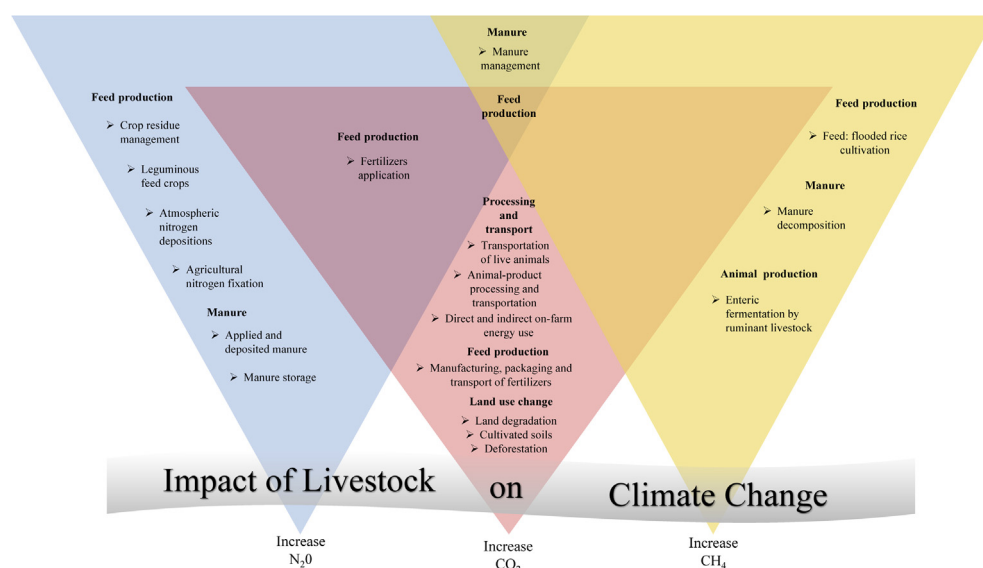 Manure
➢ Manure
management
Feed production
➢ Crop residue
management
➢ Leguminous
feed crops
➢ Atmospheric
nitrogen
depositions
➢ Agricultural
nitrogen fixation
Manure
➢ Applied and
deposited manure
➢ Manure storage
Feed production
➢ Fertilizers
application
Feed
production
Processing
and
transport
➢ Transportation
of live animals
➢ Animal-product
processing and
transportation
➢ Direct and indirect on-farm
energy use
Feed production
➢ Manufacturing, packaging and
transport of fertilizers
Land use change
➢ Land degradation
➢ Cultivated soils
➢ Deforestation
Feed production
➢ Feed: flooded rice
cultivation
Manure
➢ Manure
decomposition
Animal production
➢ Enteric
fermentation by
ruminant livestock
Impact of Livestock on Climate Change
Increase
N₂0
Increase
CO₂
Increase
CH₄